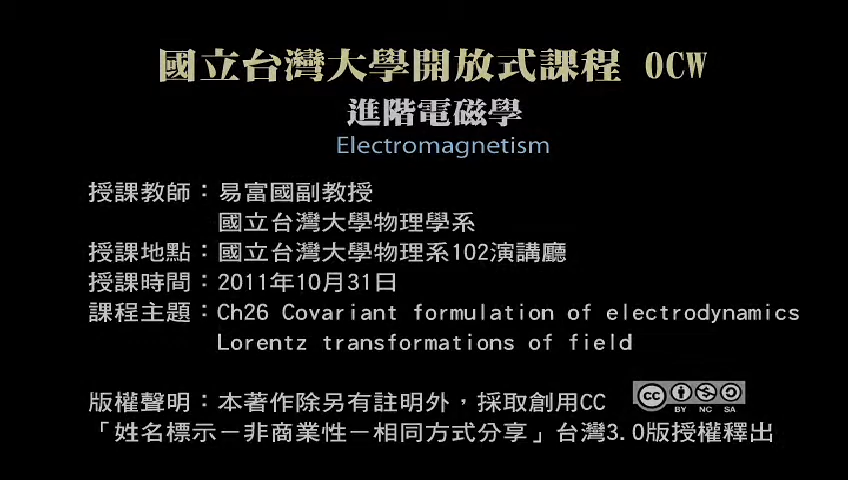 國立台灣大學開放式課程 OCW
進階電磁學
Electromagnetism
授課教師：易富國副教授
國立台灣大學物理學系
授課地點：國立台灣大學物理系102演講廳
授課時間：2011年10月31日
課程主題：Ch26 Covariant formulation of electrodynamics
Lorentz transformations of field
版權聲明：本著作除另有註明外，採取創用CC
cc BY NC SA
「姓名標示－非商業性－相同方式分享」台灣3.0版授權釋出